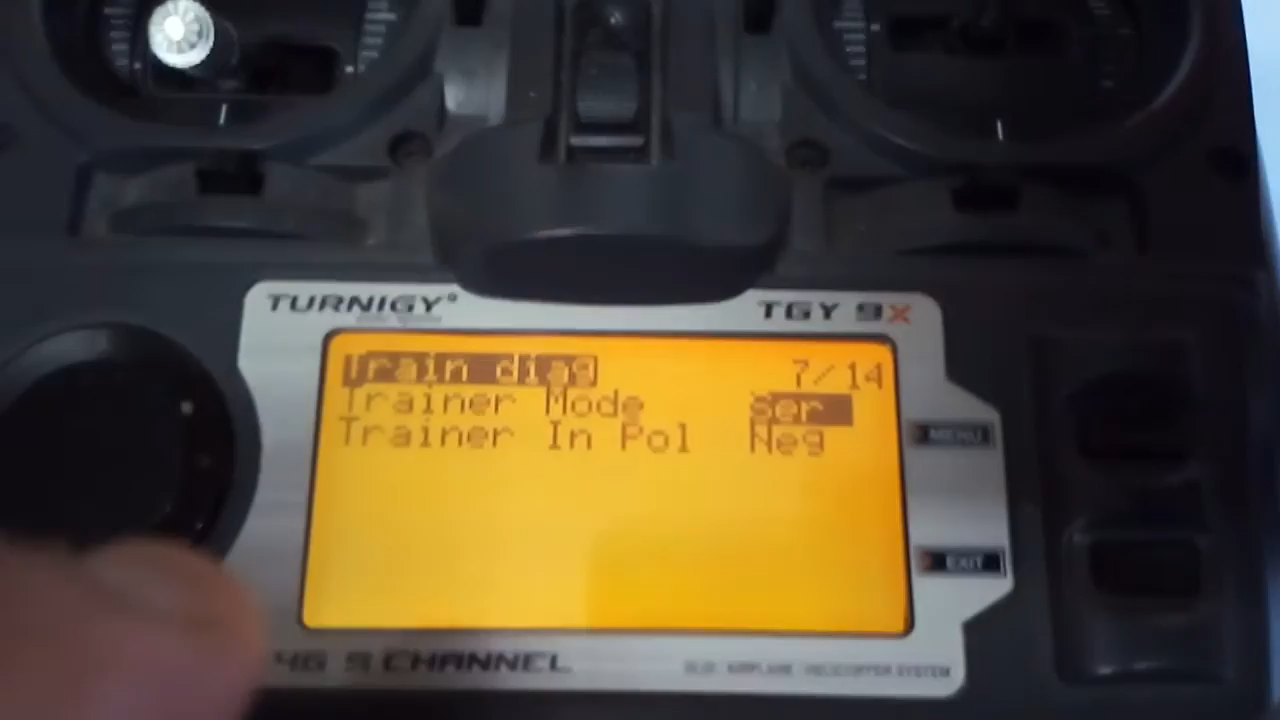 TURNIGY
TGY 9X
Train diag 7/14
Trainer Mode Ser
Trainer In Pol Neg
MENU
EXIT
4G 9 CHANNEL
SYSTEM